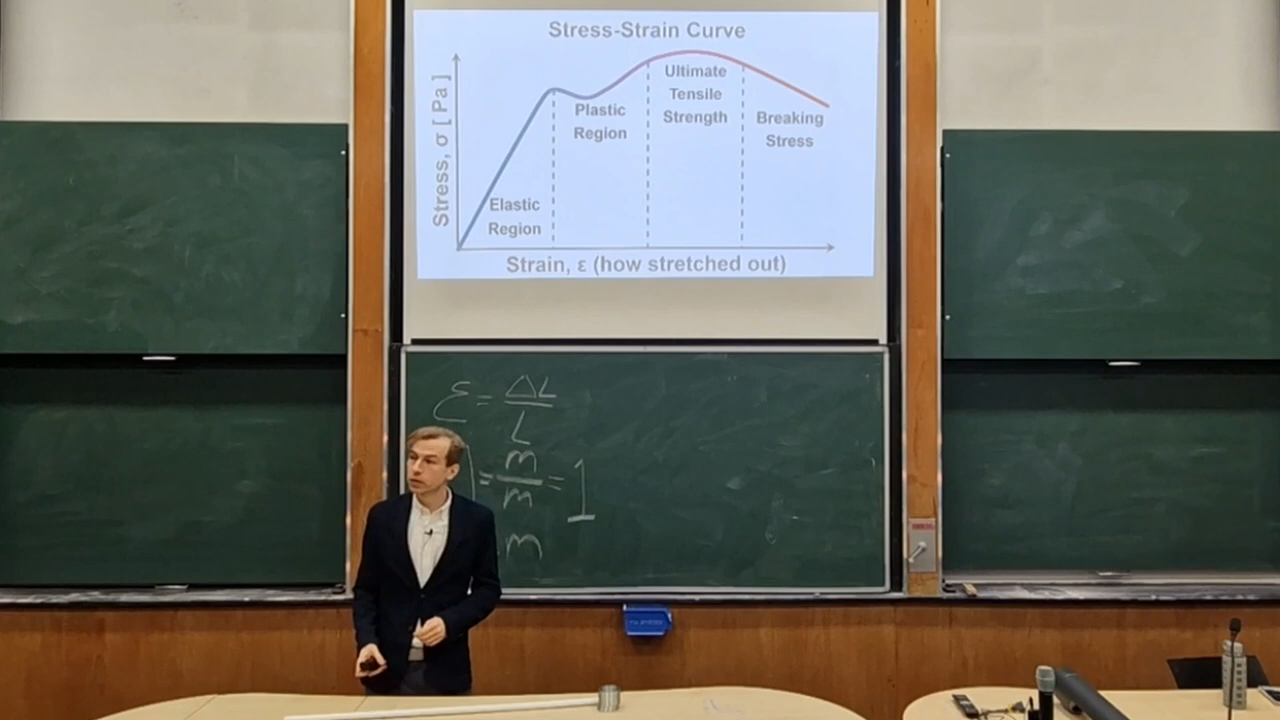 Stress-Strain Curve
Stress, σ [ Pa ]
Elastic
Region
Plastic
Region
Ultimate
Tensile
Strength
Breaking
Stress
Strain, ε (how stretched out)
ε = ΔL
L
= m
m = 1
m